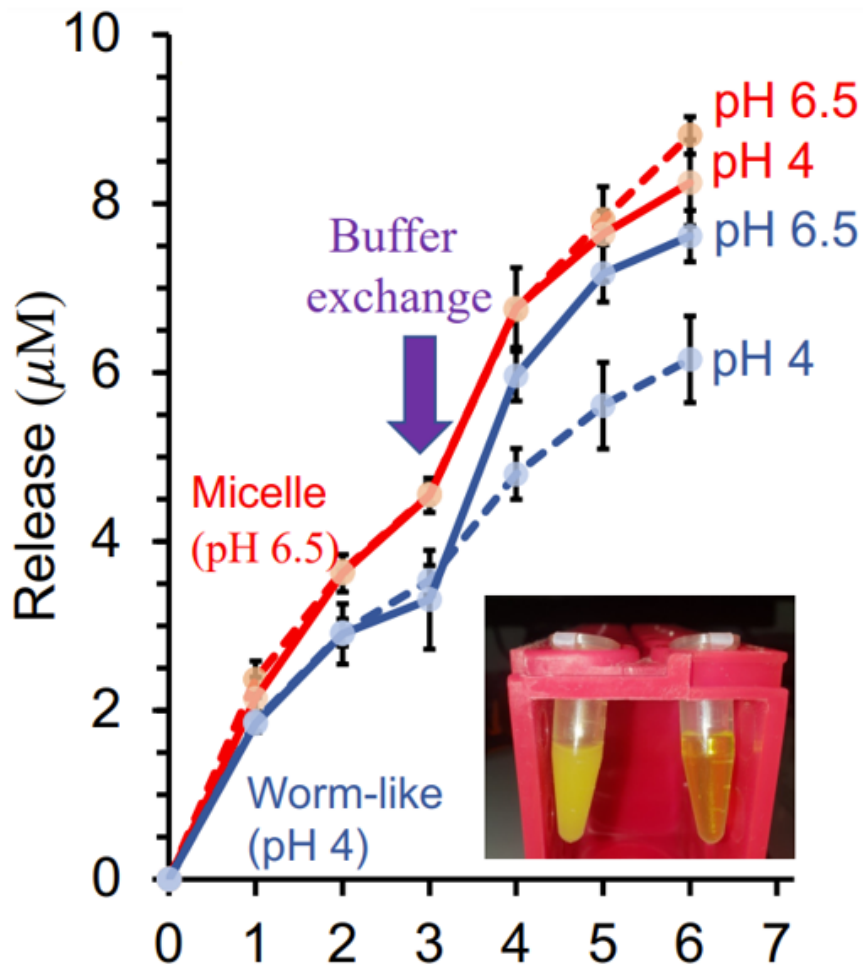 10
8
6
4
2
0
Release (μM)
0 1 2 3 4 5 6 7
pH 6.5
pH 4
pH 6.5
pH 4
Buffer
exchange
Micelle
(pH 6.5)
Worm-like
(pH 4)